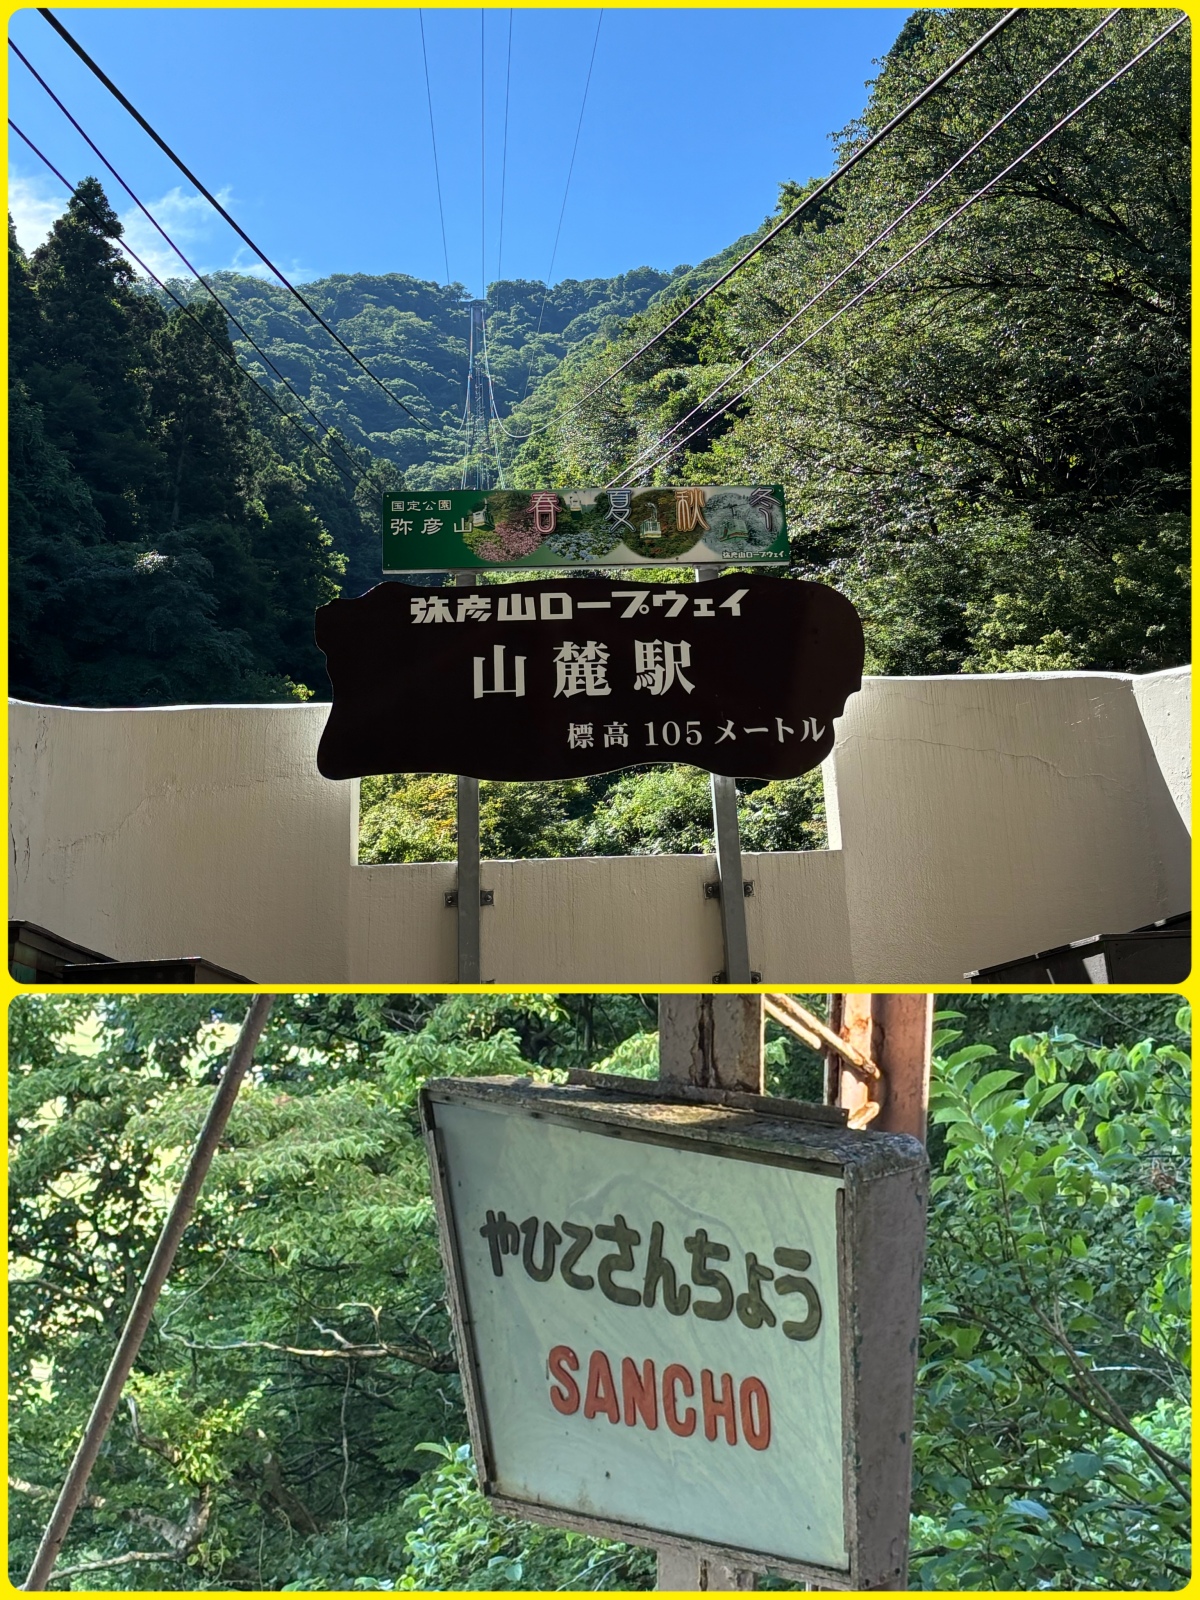 国定公園
弥彦山
春 夏 秋 冬
弥彦山ロープウェイ
弥彦山ロープウェイ
山麓駅
標高 105 メートル
やひこさんちょう
SANCHO